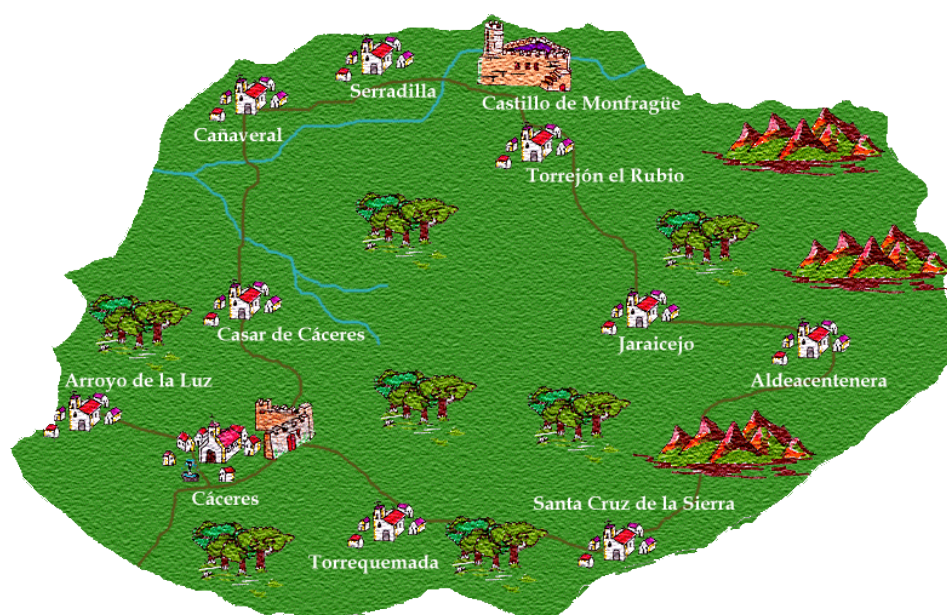 Serradilla
Castillo de Monfragüe
Cañaveral
Torrejón el Rubio
Casar de Cáceres
Jaraicejo
Arroyo de la Luz
Aldeacentenera
Cáceres
Santa Cruz de la Sierra
Torrequemada